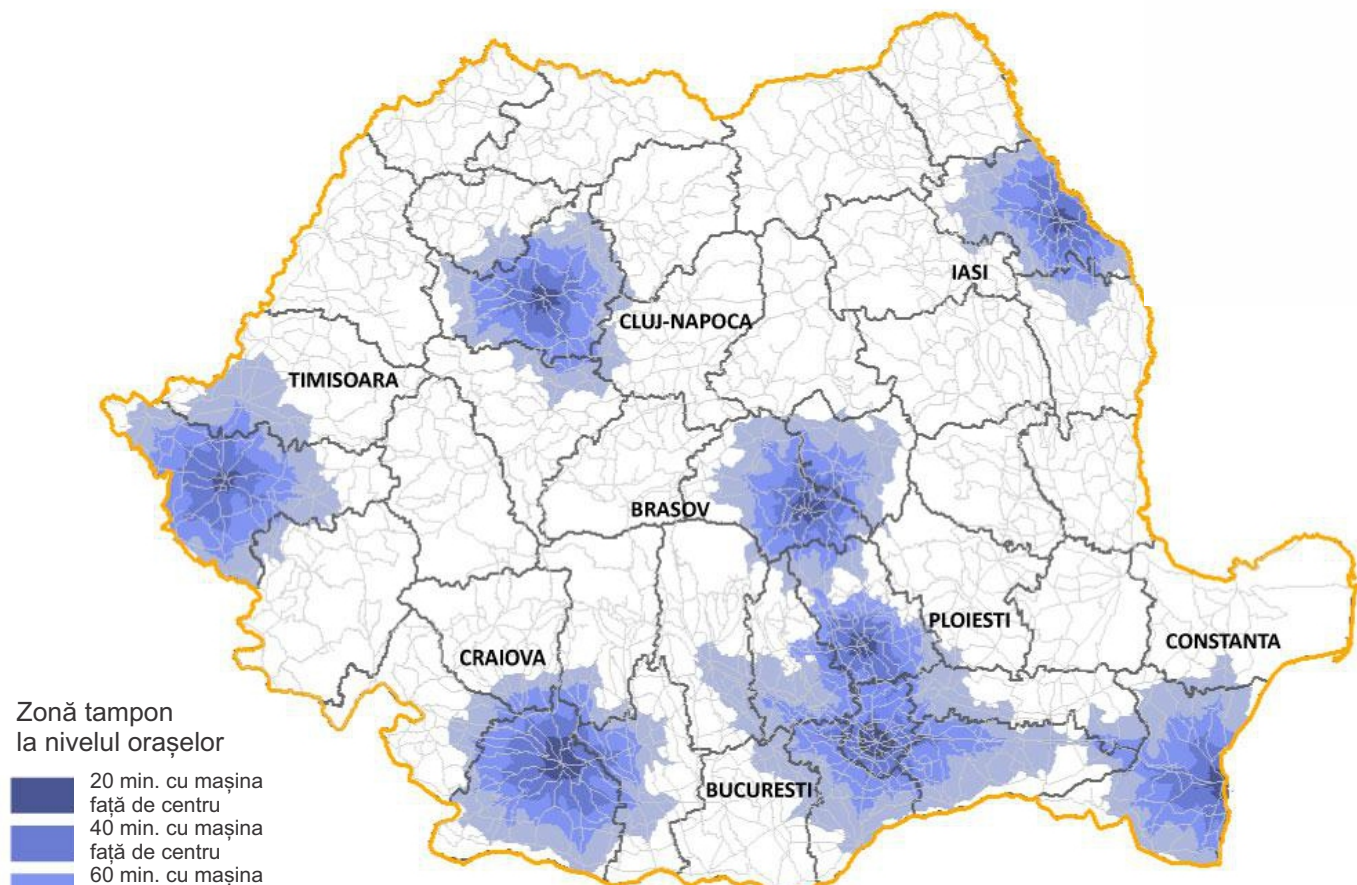 IASI
CLUJ-NAPOCA
TIMISOARA
BRASOV
PLOIESTI
CONSTANTA
CRAIOVA
BUCURESTI
Zonă tampon
la nivelul orașelor
20 min. cu mașina
față de centru
40 min. cu mașina
față de centru
60 min. cu mașina